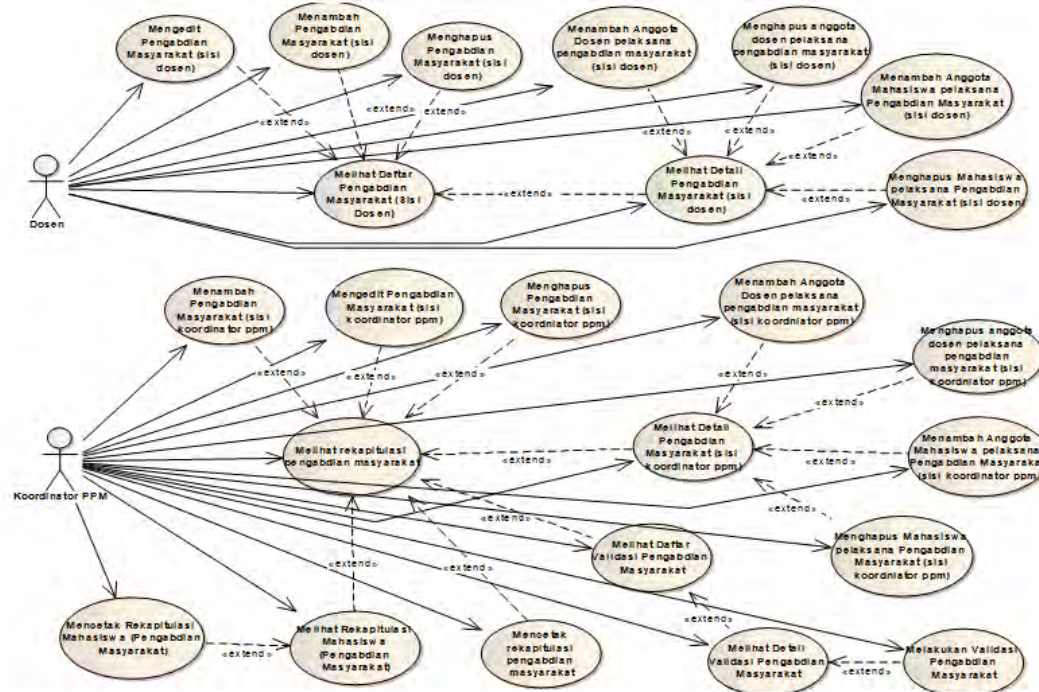 Mengedit
Pengabdian
Masyarakat (sisi
dosen)
Menambah
Pengabdian
Masyarakat (sisi
dosen)
Menghapus
Pengabdian
Masyarakat (sisi
dosen)
Menambah Anggota
Dosen pelaksana
pengabdian masyarakat
(sisi dosen)
Menghapus anggota
dosen pelaksana
pengabdian masyarakat
(sisi dosen)
Menambah Anggota
Mahasiswa pelaksana
Pengabdian Masyarakat
(sisi dosen)
«extend»
«extend»
«extend»
«extend»
«extend»
«extend»
Dosen
Melihat Daftar
Pengabdian
Masyarakat (Sisi
Dosen)
«extend»
Melihat Detail
Pengabdian
Masyarakat (sisi
dosen)
«extend»
Menghapus Mahasiswa
pelaksana Pengabdian
Masyarakat (sisi dosen)
Menambah
Pengabdian
Masyarakat (sisi
koordinator ppm)
Mengedit Pengabdian
Masyarakat (sisi
koordinator ppm)
Menghapus
Pengabdian
Masyarakat (sisi
koordinator ppm)
Menambah Anggota
Dosen pelaksana
pengabdian masyarakat
(sisi koordniator ppm)
Menghapus anggota
dosen pelaksana
pengabdian
masyarakat (sisi
koordniator ppm)
«extend»
«extend»
«extend»
«extend»
«extend»
Koordinator PPM
Melihat rekapitulasi
pengabdian masyarakat
«extend»
Melihat Detail
Pengabdian
Masyarakat (sisi
koordinator ppm)
«extend»
Menambah Anggota
Mahasiswa pelaksana
Pengabdian Masyarakat
(sisi koordinator ppm)
«extend»
«extend»
«extend»
«extend»
Melihat Daftar
Validasi Pengabdian
Masyarakat
Menghapus Mahasiswa
pelaksana Pengabdian
Masyarakat (sisi
koordniator ppm)
Mencetak Rekapitulasi
Mahasiswa (Pengabdian
Masyarakat)
«extend»
Melihat Rekapitulasi
Mahasiswa
(Pengabdian
Masyarakat)
Mencetak
rekapitulasi
pengabdian
masyarakat
«extend»
Melihat Detail
Validasi Pengabdian
Masyarakat
«extend»
Melakukan Validasi
Pengabdian
Masyarakat